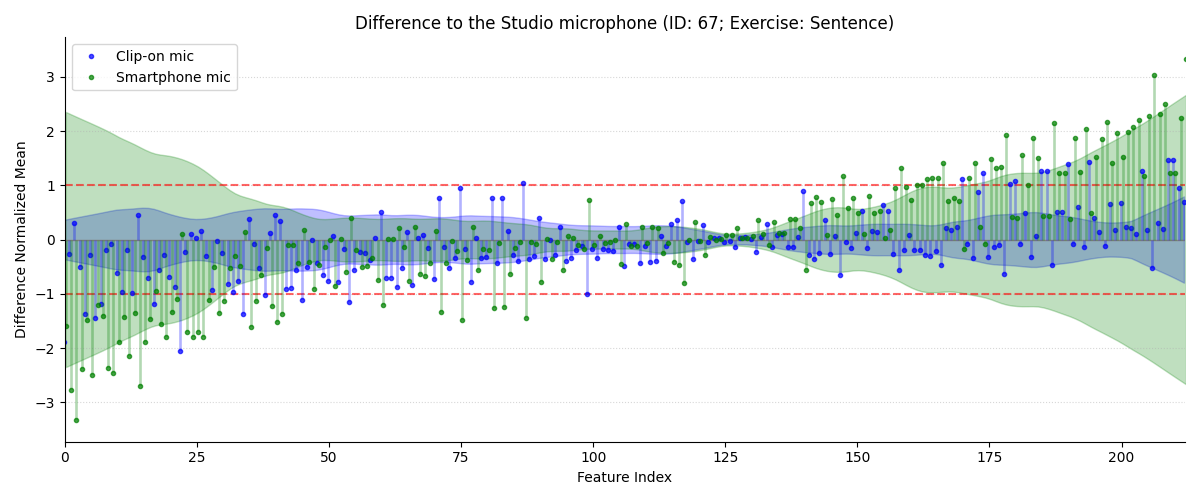 Difference to the Studio microphone (ID: 67; Exercise: Sentence)
Clip-on mic
Smartphone mic
Difference Normalized Mean
3
2
1
0
−1
−2
−3
0 25 50 75 100 125 150 175 200
Feature Index